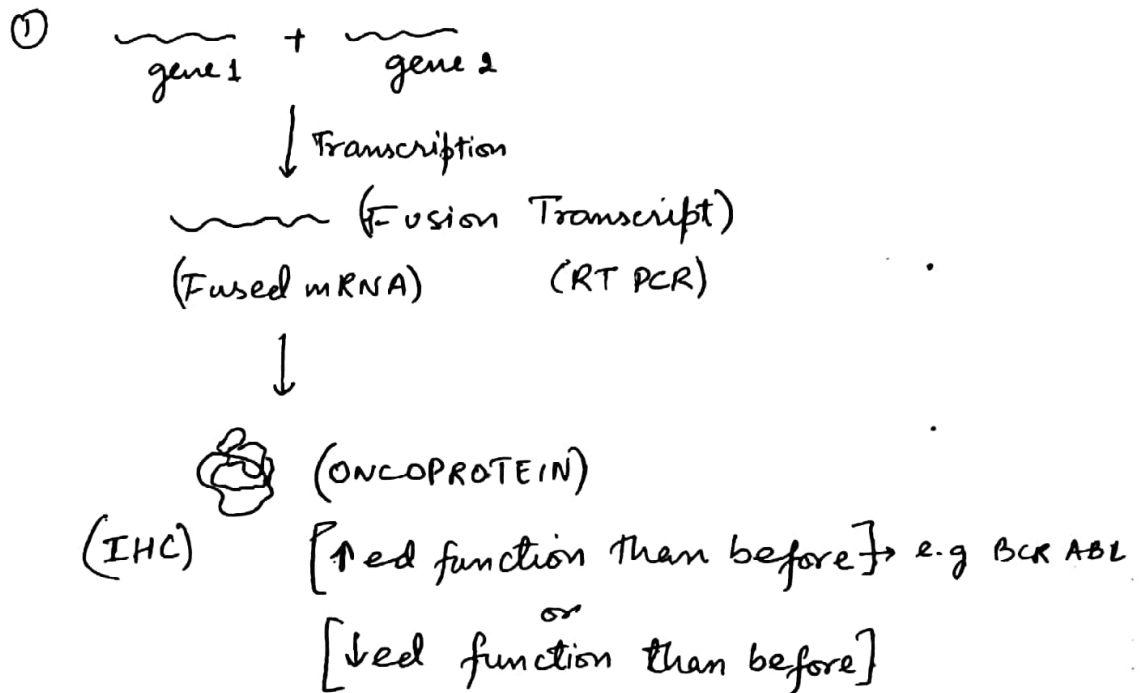 ① + 
gene 1 gene 2
↓ Transcription
(Fusion Transcript)
(Fused mRNA) (RT PCR)
↓
(ONCOPROTEIN)
(IHC) [↑ed function than before]→ e.g BCR ABL
or
[↓ed function than before]